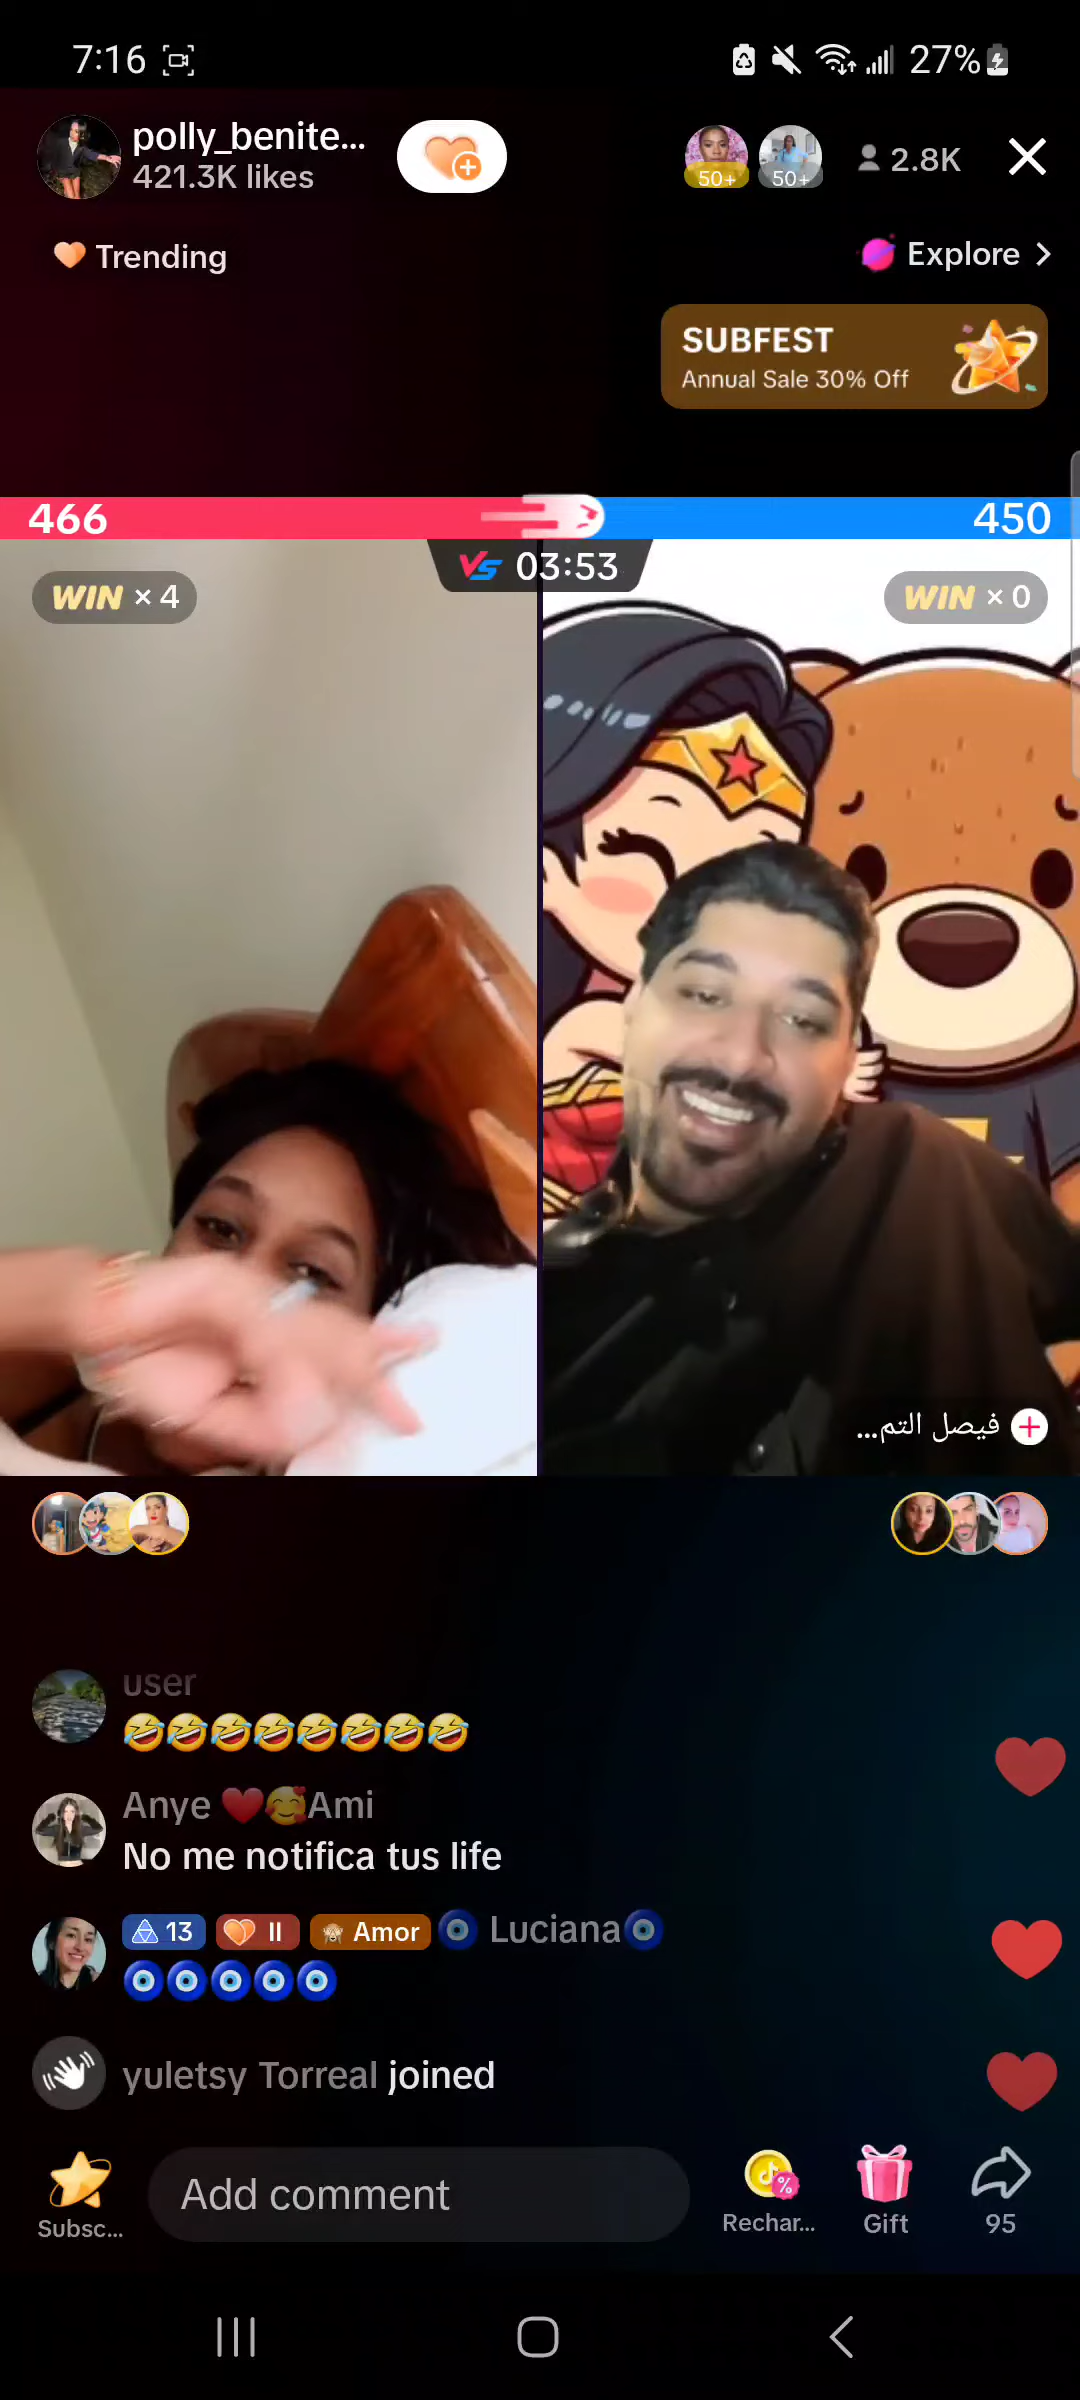 7:16
27%
polly_benite...
421.3K likes
50+
50+
2.8K
Trending
Explore
SUBFEST
Annual Sale 30% Off
466
450
VS 03:53
WIN × 4
WIN × 0
فيصل التم...
user
🤣🤣🤣🤣🤣🤣🤣🤣
Anye ❤️🥰Ami
No me notifica tus life
13 II Amor 🧿 Luciana🧿
🧿🧿🧿🧿🧿
yuletsy Torreal joined
Subsc...
Add comment
Rechar...
Gift
95